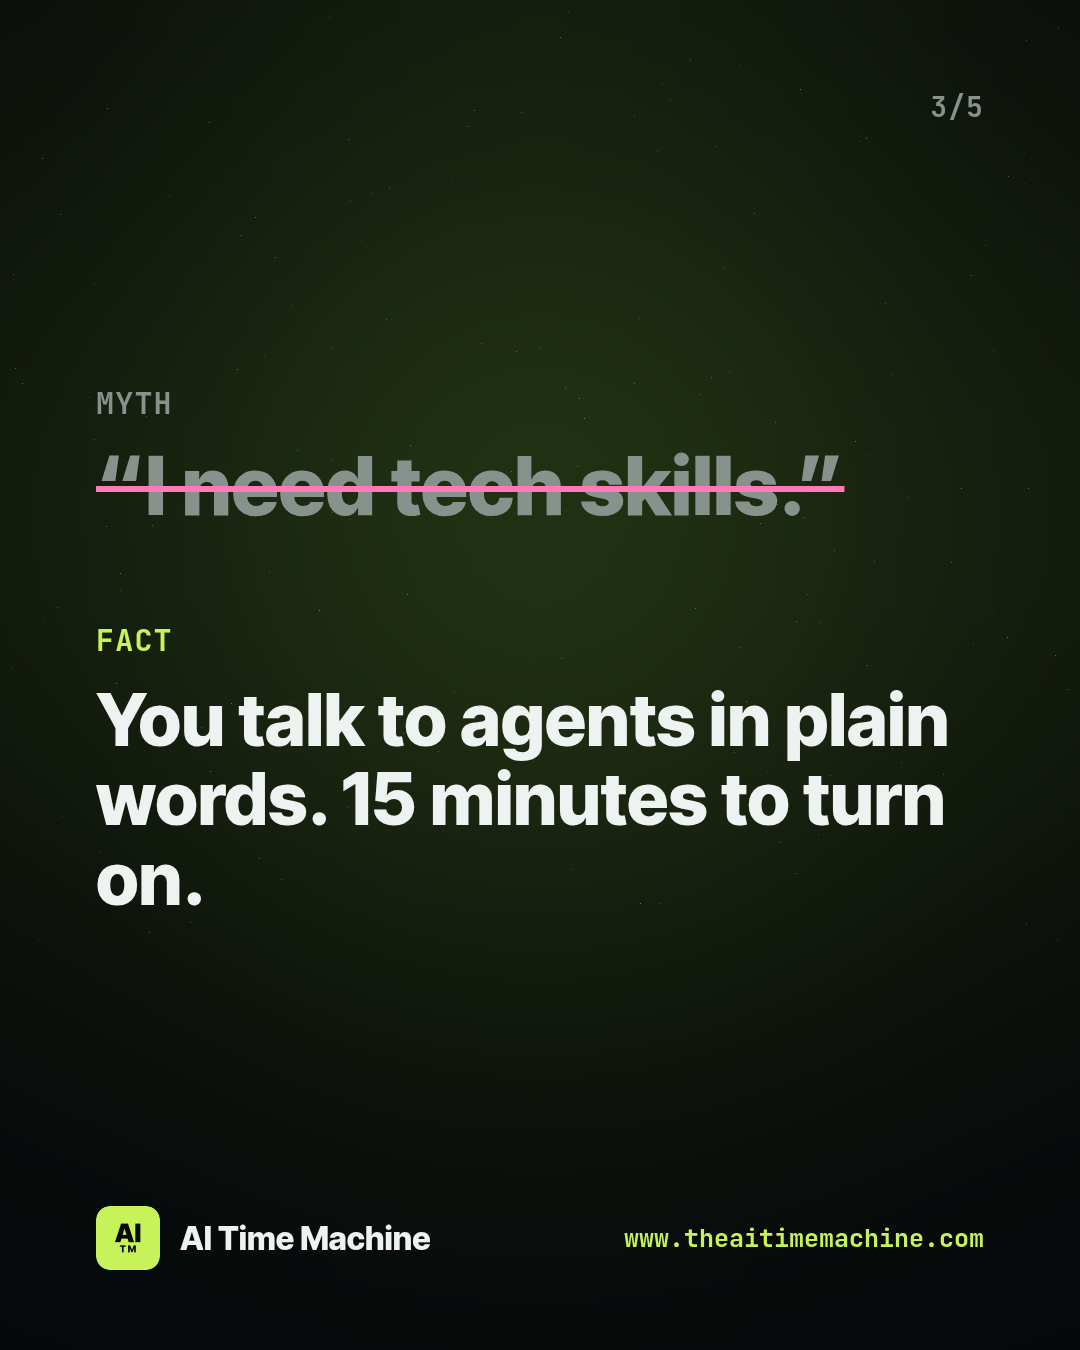 3/5
MYTH
“I need tech skills.”
FACT
You talk to agents in plain
words. 15 minutes to turn
on.
AI
TM
AI Time Machine
www.theaitimemachine.com